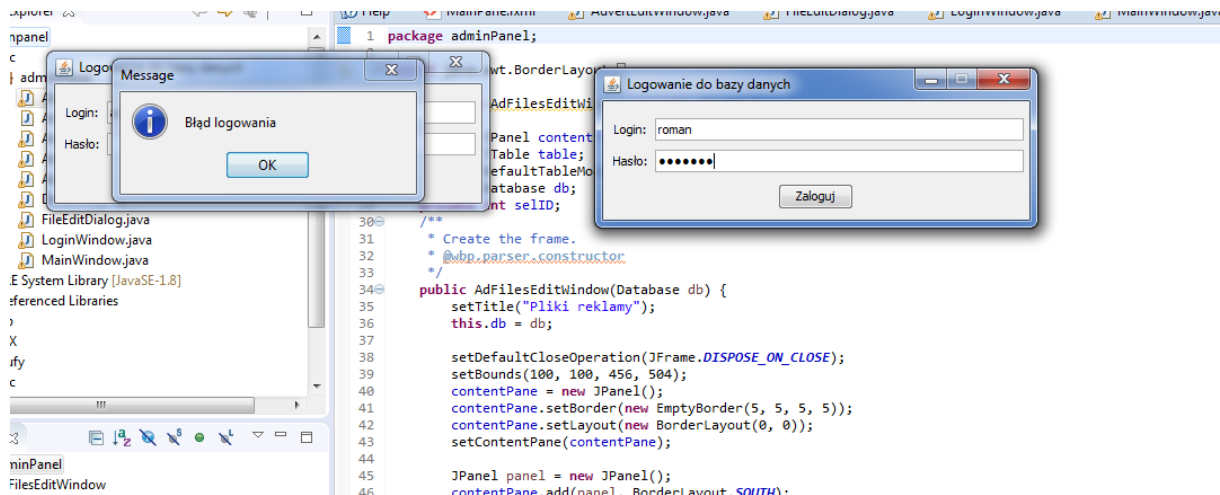 Help MainPane.fxml AdvertEditWindow.java FileEditDialog.java LoginWindow.java MainWindow.java
1 package adminPanel;
Message
Login:
Hasło:
Błąd logowania
OK
Logowanie do bazy danych
Login: roman
Hasło: ●●●●●●●
Zaloguj
FileEditDialog.java
LoginWindow.java
MainWindow.java
System Library [JavaSE-1.8]
wt.BorderLayou
AdFilesEditWi
Panel content
Table table;
efaultTableMo
atabase db;
nt selID;
30 /**
31 * Create the frame.
32 * @wbp.parser.constructor
33 */
34 public AdFilesEditWindow(Database db) {
35 setTitle("Pliki reklamy");
36 this.db = db;
37
38 setDefaultCloseOperation(JFrame.DISPOSE_ON_CLOSE);
39 setBounds(100, 100, 456, 504);
40 contentPane = new JPanel();
41 contentPane.setBorder(new EmptyBorder(5, 5, 5, 5));
42 contentPane.setLayout(new BorderLayout(0, 0));
43 setContentPane(contentPane);
44
45 JPanel panel = new JPanel();
46 contentPane.add(panel, BorderLayout.SOUTH);
minPanel
FilesEditWindow